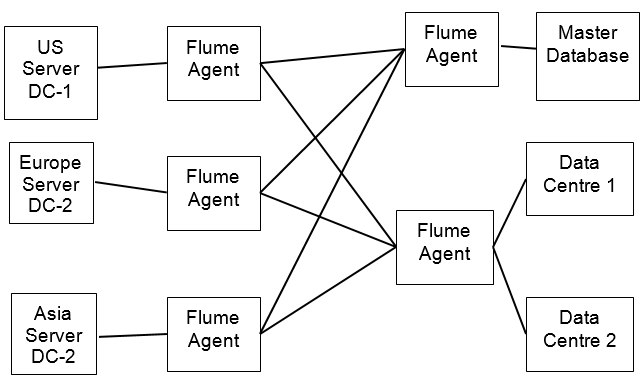 US
Server
DC-1
Flume
Agent
Flume
Agent
Master
Database
Europe
Server
DC-2
Flume
Agent
Data
Centre 1
Flume
Agent
Asia
Server
DC-2
Flume
Agent
Data
Centre 2